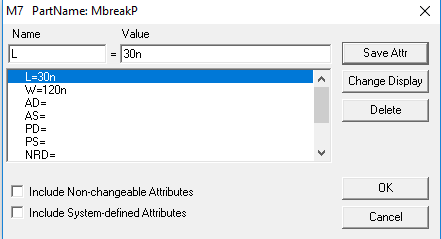 M7 PartName: MbreakP
Name Value
L = 30n Save Attr
L=30n
W=120n
AD=
AS=
PD=
PS=
NRD=
Change Display
Delete
Include Non-changeable Attributes
Include System-defined Attributes
OK
Cancel